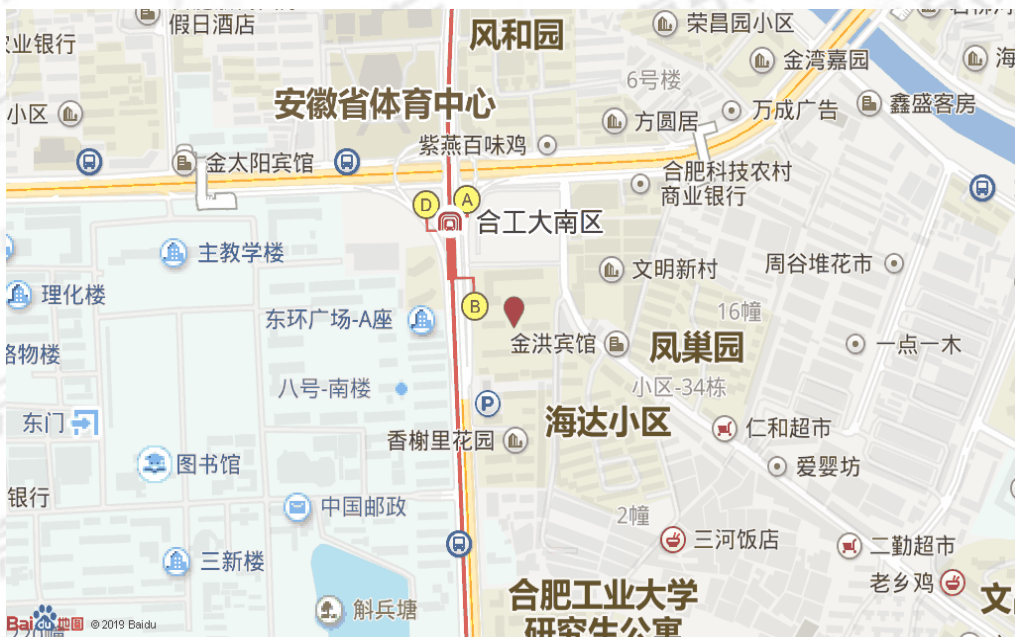 假日酒店
农业银行
风和园
荣昌园小区
金湾嘉园
小区
安徽省体育中心
6号楼
方圆居
万成广告
鑫盛客房
金太阳宾馆
紫燕百味鸡
合肥科技农村
商业银行
D
A
合工大南区
主教学楼
文明新村
周谷堆花市
理化楼
B
东环广场-A座
16幢
金洪宾馆
凤巢园
一点一木
物楼
八号-南楼
小区-34栋
P
东门
海达小区
仁和超市
香榭里花园
图书馆
爱婴坊
银行
中国邮政
2幢
三河饭店
二勤超市
三新楼
老乡鸡
斛兵塘
合肥工业大学
研究生公寓
Bai 地图 © 2019 Baidu